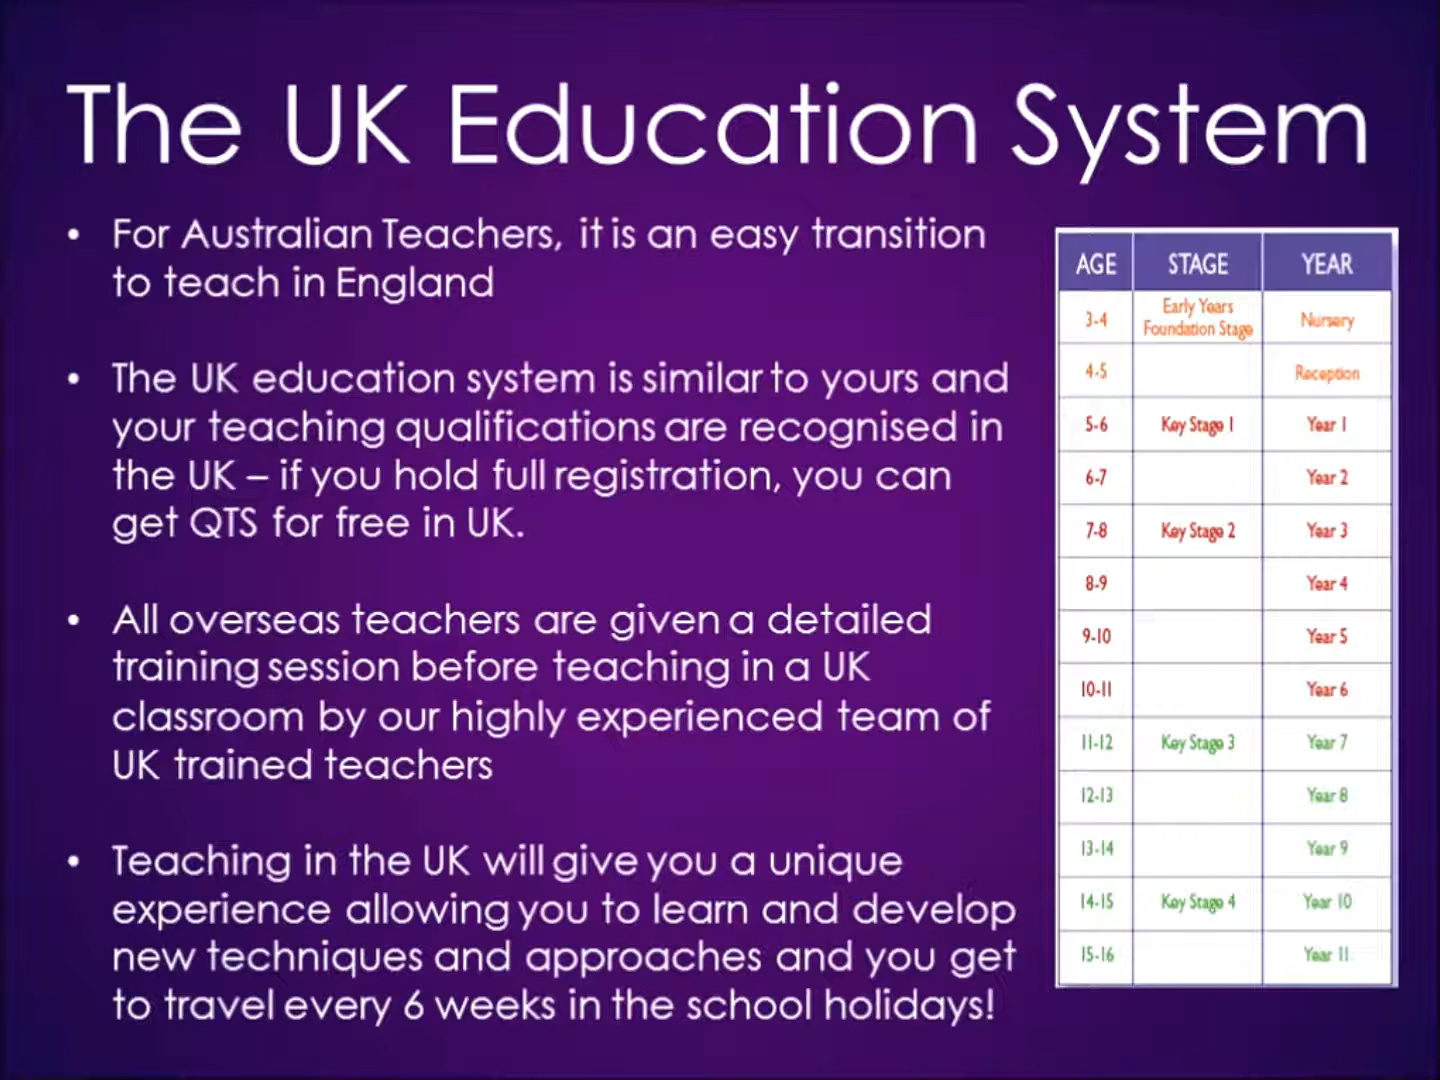 The UK Education System
• For Australian Teachers, it is an easy transition
to teach in England
• The UK education system is similar to yours and
your teaching qualifications are recognised in
the UK – if you hold full registration, you can
get QTS for free in UK.
• All overseas teachers are given a detailed
training session before teaching in a UK
classroom by our highly experienced team of
UK trained teachers
• Teaching in the UK will give you a unique
experience allowing you to learn and develop
new techniques and approaches and you get
to travel every 6 weeks in the school holidays!
AGE STAGE YEAR
3-4 Early Years Foundation Stage Nursery
4-5 Reception
5-6 Key Stage 1 Year 1
6-7 Year 2
7-8 Key Stage 2 Year 3
8-9 Year 4
9-10 Year 5
10-11 Year 6
11-12 Key Stage 3 Year 7
12-13 Year 8
13-14 Year 9
14-15 Key Stage 4 Year 10
15-16 Year 11